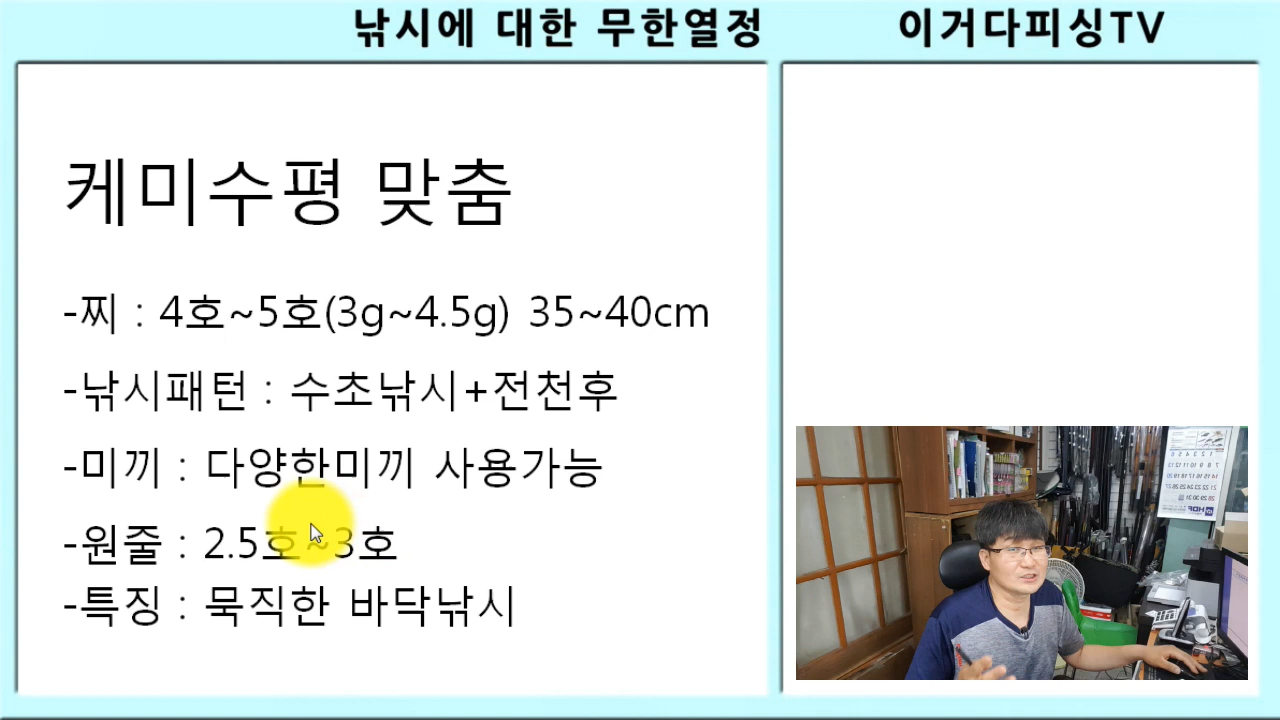 낚시에 대한 무한열정 이거다피싱TV
케미수평 맞춤
-찌 : 4호~5호(3g~4.5g) 35~40cm
-낚시패턴 : 수초낚시+전천후
-미끼 : 다양한미끼 사용가능
-원줄 : 2.5호~3호
-특징 : 묵직한 바닥낚시